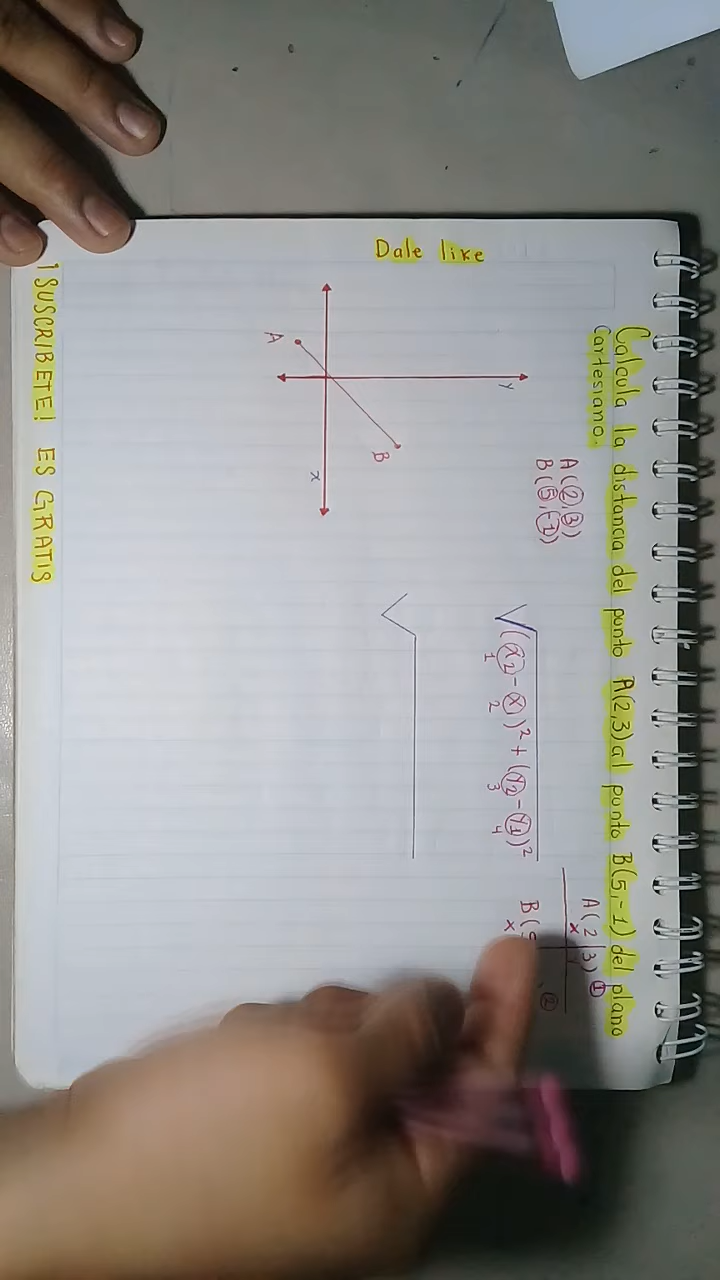 Calcula la distancia del punto A(2,3) al punto B(5,-1) del plano
cartesiano.
A (2, 3)
B (5, -1)
√(x2 - x1)² + (y2 - y1)²
1 2 3 4
A (2 | 3) ①
x
B (5
x
②
Dale like
y
x
A
B
¡SUSCRIBETE! ES GRATIS